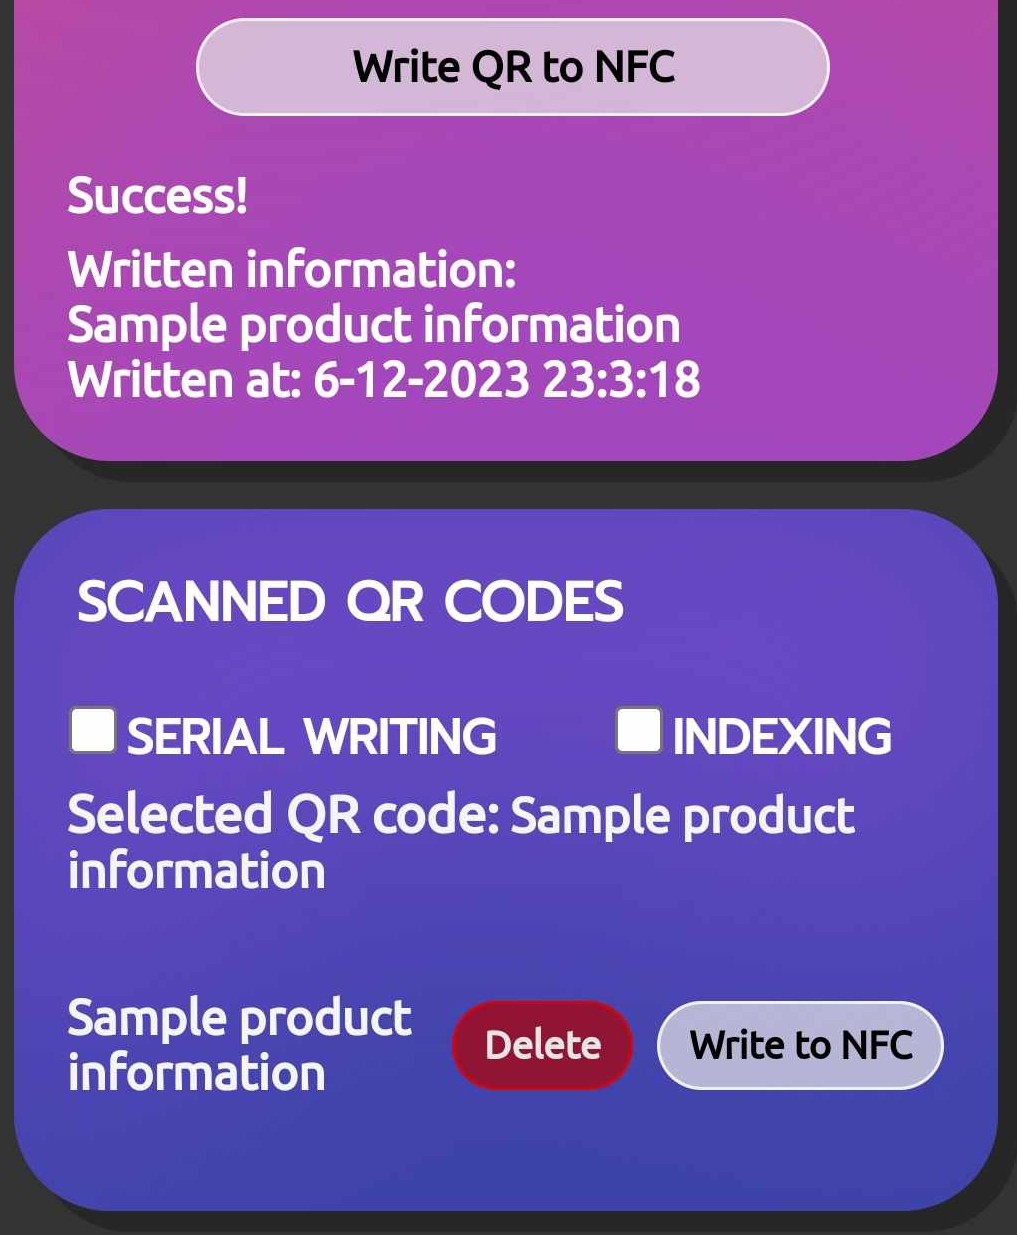 Write QR to NFC
Success!
Written information:
Sample product information
Written at: 6-12-2023 23:3:18
SCANNED QR CODES
SERIAL WRITING INDEXING
Selected QR code: Sample product
information
Sample product
information
Delete Write to NFC